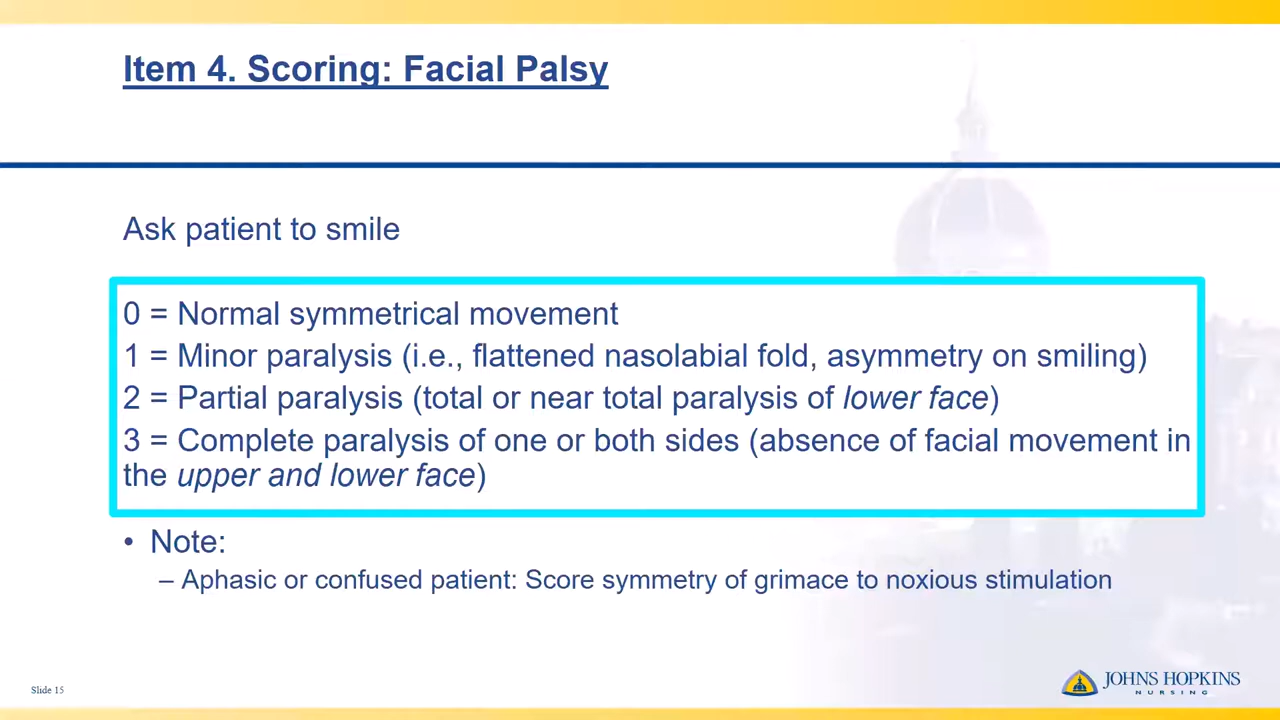 Item 4. Scoring: Facial Palsy
Ask patient to smile
0 = Normal symmetrical movement
1 = Minor paralysis (i.e., flattened nasolabial fold, asymmetry on smiling)
2 = Partial paralysis (total or near total paralysis of lower face)
3 = Complete paralysis of one or both sides (absence of facial movement in
the upper and lower face)
• Note:
– Aphasic or confused patient: Score symmetry of grimace to noxious stimulation
Slide 15
JOHNS HOPKINS
NURSING